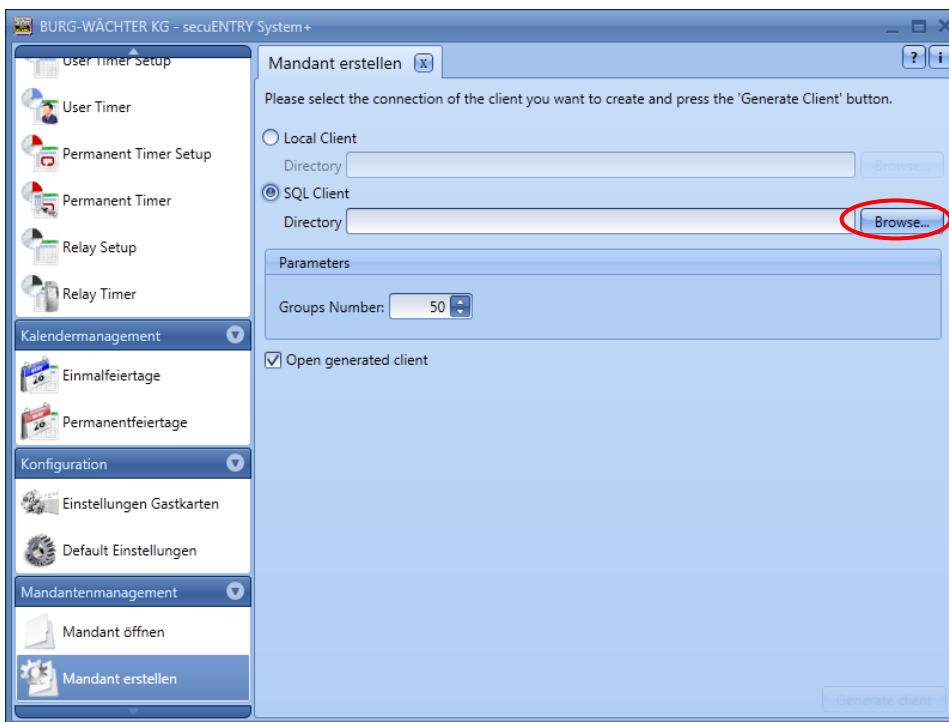 BURG-WÄCHTER KG - secuENTRY System+
User Timer Setup
User Timer
Permanent Timer Setup
Permanent Timer
Relay Setup
Relay Timer
Kalendermanagement
Einmalfeiertage
Permanentfeiertage
Konfiguration
Einstellungen Gastkarten
Default Einstellungen
Mandantenmanagement
Mandant öffnen
Mandant erstellen
Mandant erstellen x
? i
Please select the connection of the client you want to create and press the 'Generate Client' button.
Local Client
Directory Browse...
SQL Client
Directory Browse...
Parameters
Groups Number: 50
Open generated client
Generate client